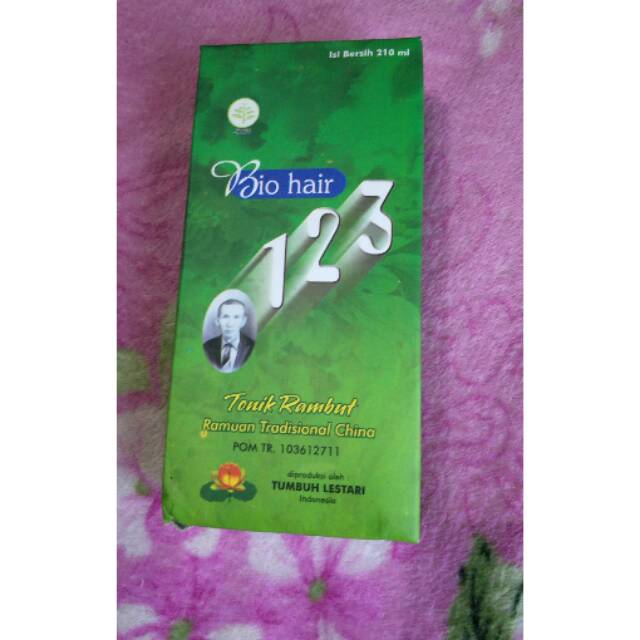 Isi Bersih 210 ml
Bio hair
123
Tonik Rambut
Ramuan Tradisional China
POM TR. 103612711
diproduksi oleh :
TUMBUH LESTARI
Indonesia